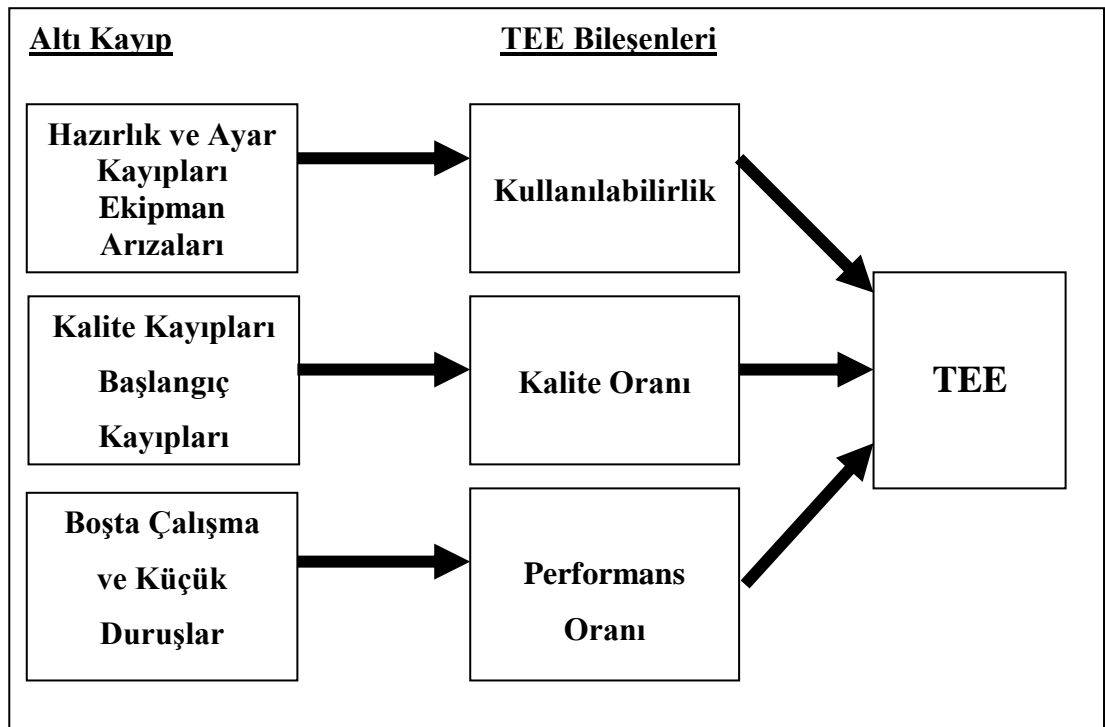 Altı Kayıp
TEE Bileşenleri
Hazırlık ve Ayar
Kayıpları
Ekipman
Arızaları
Kullanılabilirlik
Kalite Kayıpları
Başlangıç
Kayıpları
Kalite Oranı
TEE
Boşta Çalışma
ve Küçük
Duruşlar
Performans
Oranı